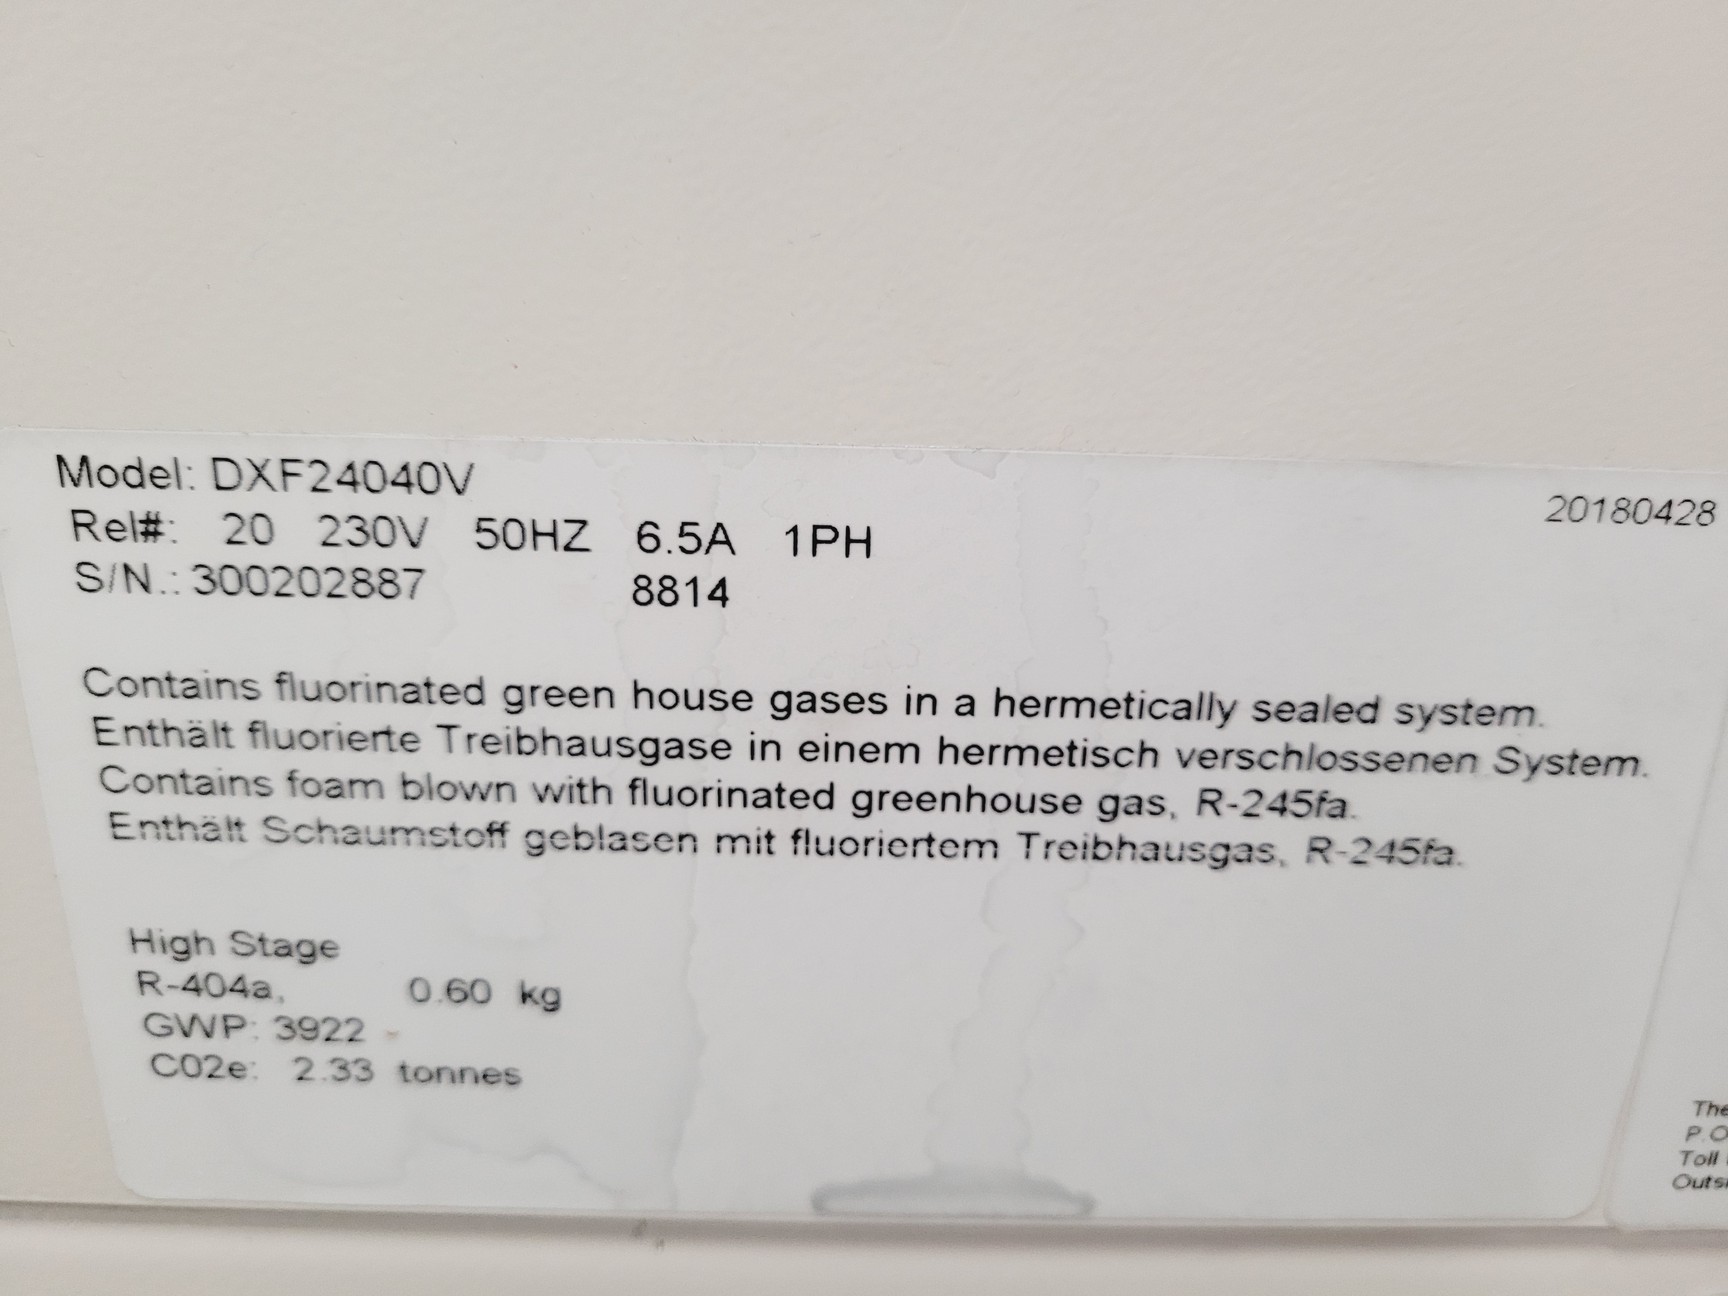 Model: DXF24040V
20180428
Rel#: 20 230V 50HZ 6.5A 1PH
S/N.: 300202887 8814
Contains fluorinated green house gases in a hermetically sealed system.
Enthält fluorierte Treibhausgase in einem hermetisch verschlossenen System.
Contains foam blown with fluorinated greenhouse gas, R-245fa.
Enthält Schaumstoff geblasen mit fluoriertem Treibhausgas, R-245fa.
High Stage
R-404a, 0.60 kg
GWP: 3922
C02e: 2.33 tonnes
The
P.O
Toll
Outs